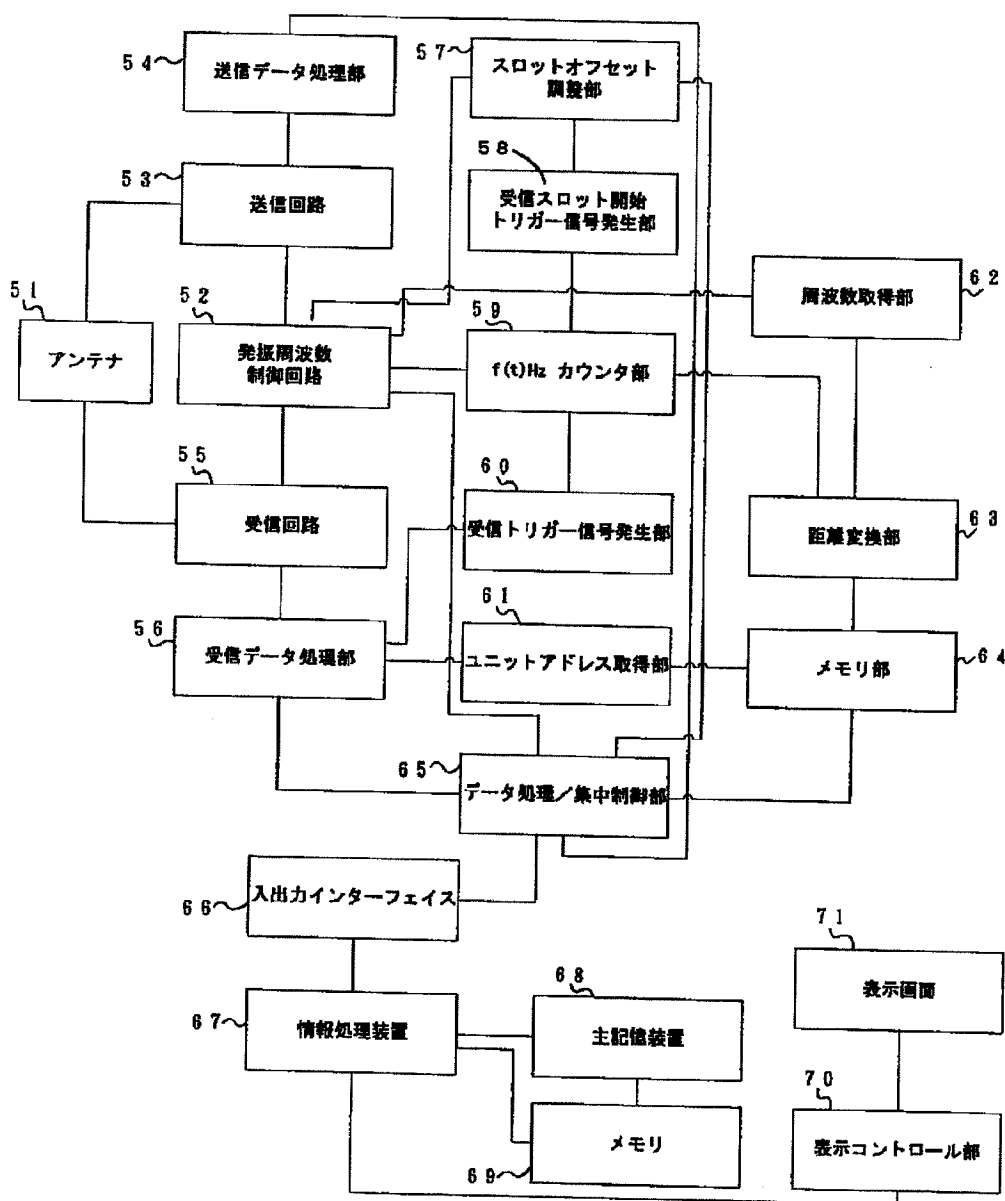 54
送信データ処理部
57
スロットオフセット
調整部
53
送信回路
58
受信スロット開始
トリガー信号発生部
51
アンテナ
52
発振周波数
制御回路
59
f(t)Hz カウンタ部
周波数取得部
62
55
受信回路
60
受信トリガー信号発生部
距離変換部
63
56
受信データ処理部
61
ユニットアドレス取得部
メモリ部
64
65
データ処理／集中制御部
66
入出力インターフェイス
67
情報処理装置
68
主記憶装置
71
表示画面
69
メモリ
70
表示コントロール部